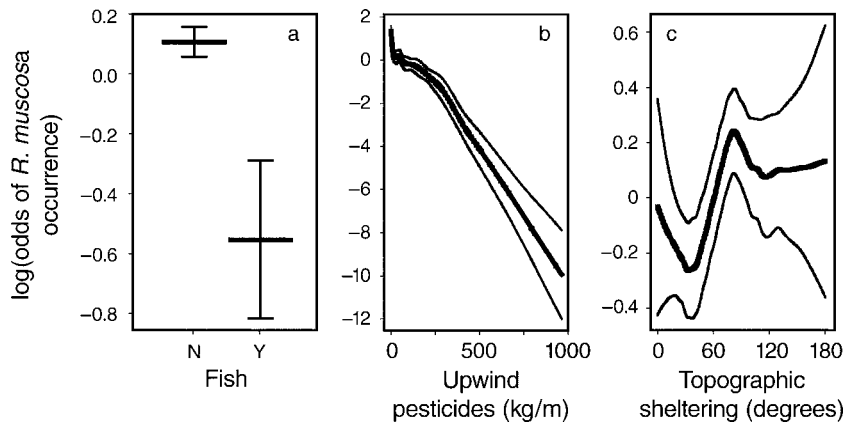 log(odds of R. muscosa
occurrence)
a
0.2
0.0
−0.2
−0.4
−0.6
−0.8
N Y
Fish
b
2
0
−2
−4
−6
−8
−10
−12
0 500 1000
Upwind
pesticides (kg/m)
c
0.6
0.4
0.2
0
−0.2
−0.4
0 60 120 180
Topographic
sheltering (degrees)